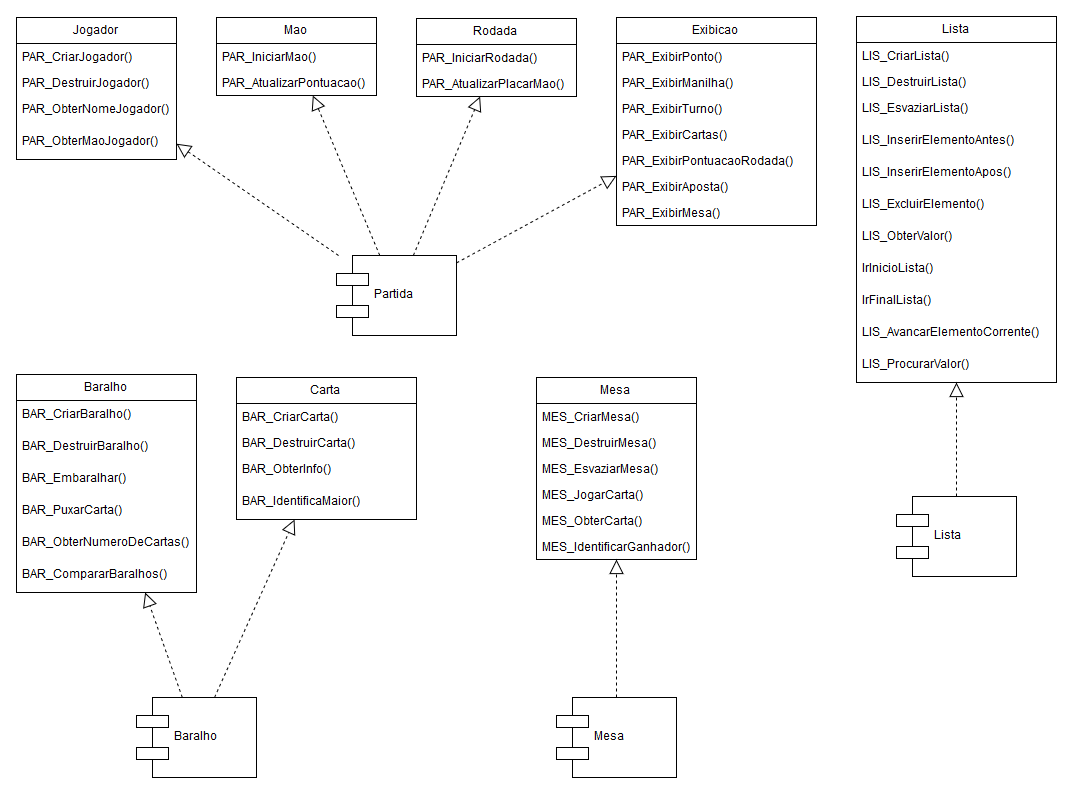 Jogador
PAR_CriarJogador()
PAR_DestruirJogador()
PAR_ObterNomeJogador()
PAR_ObterMaoJogador()
Mao
PAR_IniciarMao()
PAR_AtualizarPontuacao()
Rodada
PAR_IniciarRodada()
PAR_AtualizarPlacarMao()
Exibicao
PAR_ExibirPonto()
PAR_ExibirManilha()
PAR_ExibirTurno()
PAR_ExibirCartas()
PAR_ExibirPontuacaoRodada()
PAR_ExibirAposta()
PAR_ExibirMesa()
Lista
LIS_CriarLista()
LIS_DestruirLista()
LIS_EsvaziarLista()
LIS_InserirElementoAntes()
LIS_InserirElementoApos()
LIS_ExcluirElemento()
LIS_ObterValor()
IrInicioLista()
IrFinalLista()
LIS_AvancarElementoCorrente()
LIS_ProcurarValor()
Partida
Baralho
BAR_CriarBaralho()
BAR_DestruirBaralho()
BAR_Embaralhar()
BAR_PuxarCarta()
BAR_ObterNumeroDeCartas()
BAR_CompararBaralhos()
Carta
BAR_CriarCarta()
BAR_DestruirCarta()
BAR_ObterInfo()
BAR_IdentificaMaior()
Mesa
MES_CriarMesa()
MES_DestruirMesa()
MES_EsvaziarMesa()
MES_JogarCarta()
MES_ObterCarta()
MES_IdentificarGanhador()
Lista
Baralho
Mesa